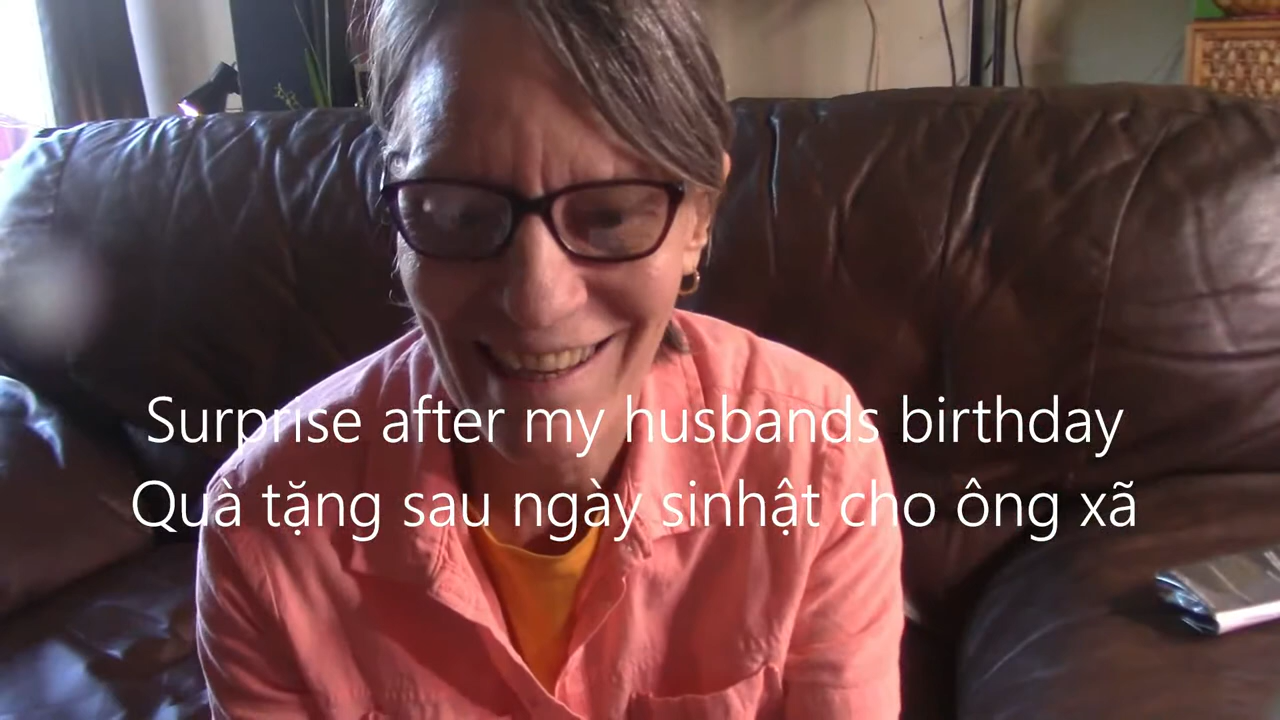 Surprise after my husbands birthday
Quà tặng sau ngày sinhật cho ông xã